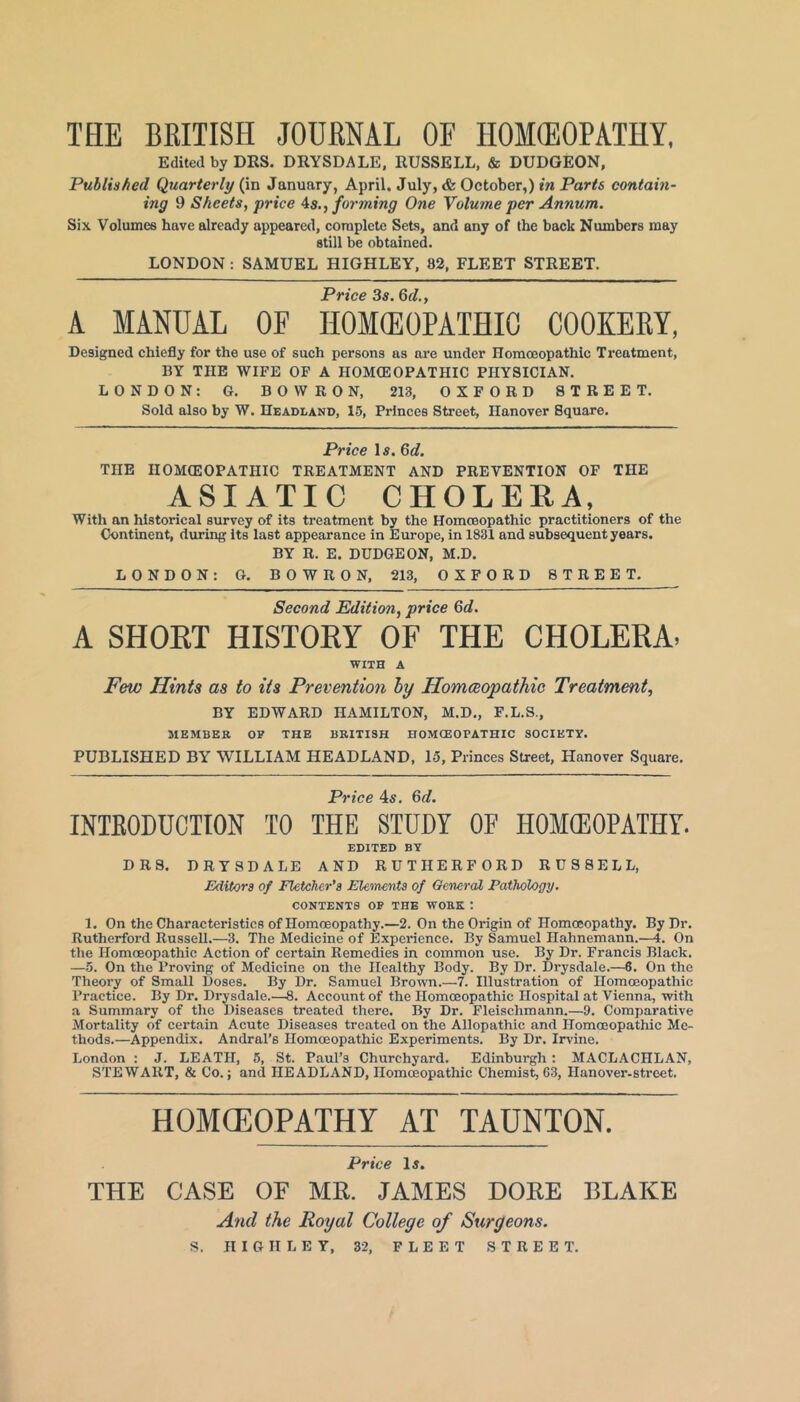 THE BRITISH JOURNAL OF HOMŒOPATHY,
Edited by DRS. DRYSDALE, RUSSELL, & DUDGEON,
Published Quarterly (in January, April. July, & October,) in Parts contain-
ing 9 Sheets, price 4s., forming One Volume per Annum.
Six Volumes have already appeared, complete Sets, and any of the back Numbers may
still be obtained.
LONDON: SAMUEL HIGHLEY, 32, FLEET STREET.
Price 3s. 6d.,
A MANUAL OF HOMŒOPATHIC COOKERY,
Designed chiefly for the use of such persons as are under Homœopathic Treatment,
BY THE WIFE OF A HOMŒOPATHIC PHYSICIAN.
LONDON: G. BOWRON, 213, OXFORD STREET.
Sold also by W. HEADLAND, 15, Princes Street, Hanover Square.
Price 1s. 6d.
THE HOMŒOPATHIC TREATMENT AND PREVENTION OF THE
ASIATIC CHOLERA,
With an historical survey of its treatment by the Homœopathic practitioners of the
Continent, during its last appearance in Europe, in 1831 and subsequent years.
BY R. E. DUDGEON, M.D.
LONDON: G. BOWRON, 213, OXFORD STREET.
Second Edition, price 6d.
A SHORT HISTORY OF THE CHOLERA,
WITH A
Few Hints as to its Prevention by Homœopathic Treatment,
BY EDWARD HAMILTON, M.D., F.L.S.,
MEMBER OF THE BRITISH HOMŒOPATHIC SOCIETY.
PUBLISHED BY WILLIAM HEADLAND, 15, Princes Street, Hanover Square.
Price 4s. 6d.
INTRODUCTION TO THE STUDY OF HOMŒOPATHY.
EDITED BY
DRS. DRYSDALE AND RUTHERFORD RUSSELL,
Editors of Fletcher's Elements of General Pathology.
CONTENTS OF THE WORK:
1. On the Characteristics of Homœopathy.—2. On the Origin of Homœopathy. By Dr.
Rutherford Russell.—3. The Medicine of Experience. By Samuel Hahnemann.—4. On
the Homœopathic Action of certain Remedies in common use. By Dr. Francis Black.
—5. On the Proving of Medicine on the Healthy Body. By Dr. Drysdale.—6. On the
Theory of Small Doses. By Dr. Samuel Brown.—7. Illustration of Homœopathic
Practice. By Dr. Drysdale.—8. Account of the Homœopathic Hospital at Vienna, with
a Summary of the Diseases treated there. By Dr. Fleischmann.—9. Comparative
Mortality of certain Acute Diseases treated on the Allopathic and Homœopathic Me-
thods.—Appendix. Andral's Homœopathic Experiments. By Dr. Irvine.
London: J. LEATH, 5, St. Paul's Churchyard. Edinburgh: MACLACHLAN,
STEWART, & Co.; and HEADLAND, Homœopathic Chemist, 63, Hanover-street.
HOMŒOPATHY AT TAUNTON.
Price 1s.
THE CASE OF MR. JAMES DORE BLAKE
And the Royal College of Surgeons.
S. HIGHLEY, 32, FLEET STREET.